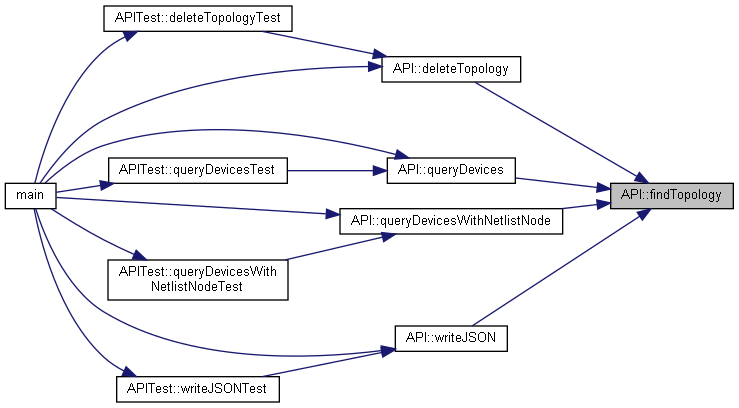 APITest::deleteTopologyTest
API::deleteTopology
APITest::queryDevicesTest
API::queryDevices
main
API::findTopology
API::queryDevicesWithNetlistNode
APITest::queryDevicesWith
NetlistNodeTest
API::writeJSON
APITest::writeJSONTest